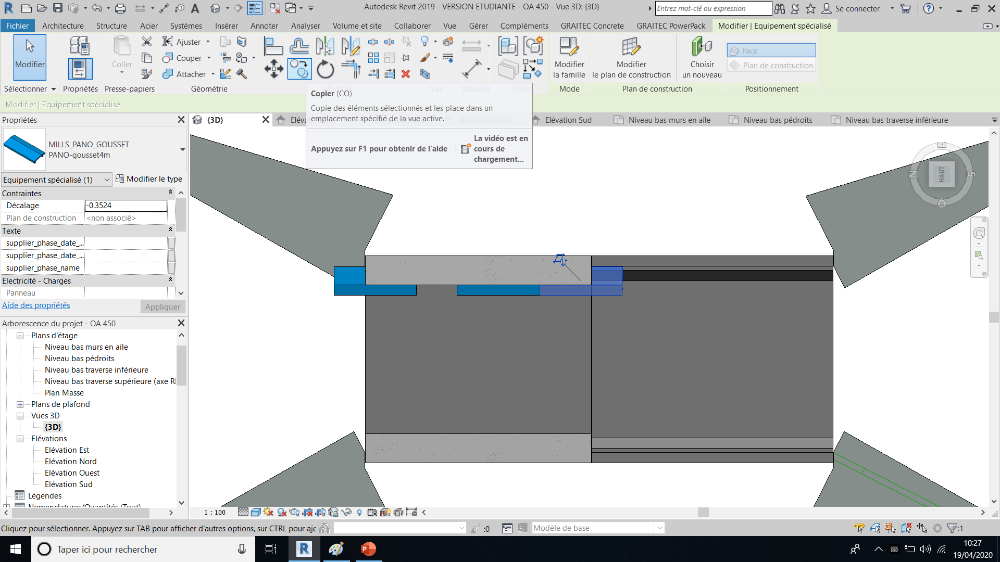 Autodesk Revit 2019 - VERSION ETUDIANTE - OA 450 - Vue 3D: {3D}
Entrez mot-clé ou expression
Se connecter
Fichier
Architecture
Structure
Acier
Systèmes
Insérer
Annoter
Analyser
Volume et site
Collaborer
Vue
Gérer
Compléments
GRAITEC Concrete
GRAITEC PowerPack
Modifier | Equipement spécialisé
Modifier
Coller
Ajuster
Couper
Attacher
Modifier
la famille
Modifier
le plan de construction
Choisir
un nouveau
Face
Plan de construction
Sélectionner
Propriétés
Presse-papiers
Géométrie
Modifier
Vue
Mesurer
Créer
Mode
Plan de construction
Positionnement
Modifier | Equipement spécialisé
Copier (CO)
Copie des éléments sélectionnés et les place dans un
emplacement spécifié de la vue active.
Appuyez sur F1 pour obtenir de l'aide
La vidéo est en
cours de
chargement...
{3D}
Elévation Ouest
Elévation Sud
Niveau bas murs en aile
Niveau bas pédroits
Niveau bas traverse inférieure
Propriétés
MILLS_PANO_GOUSSET
PANO-gousset4m
Equipement spécialisé (1)
Modifier le type
Contraintes
Décalage
-0.3524
Plan de construction
<non associé>
Texte
supplier_phase_date_...
supplier_phase_date_...
supplier_phase_name
Electricité - Charges
Panneau
Aide des propriétés
Appliquer
Arborescence du projet - OA 450
Plans d'étage
Niveau bas murs en aile
Niveau bas pédroits
Niveau bas traverse inférieure
Niveau bas traverse supérieure (axe RI
Plan Masse
Plans de plafond
Vues 3D
{3D}
Elévations
Elévation Est
Elévation Nord
Elévation Ouest
Elévation Sud
Légendes
Nomenclatures/Quantités (Tout)
HAUT
N
S
1 : 100
Cliquez pour sélectionner. Appuyez sur TAB pour afficher d'autres options, sur CTRL pour ajo
:0
Modèle de base
:1
Taper ici pour rechercher
10:27
19/04/2020